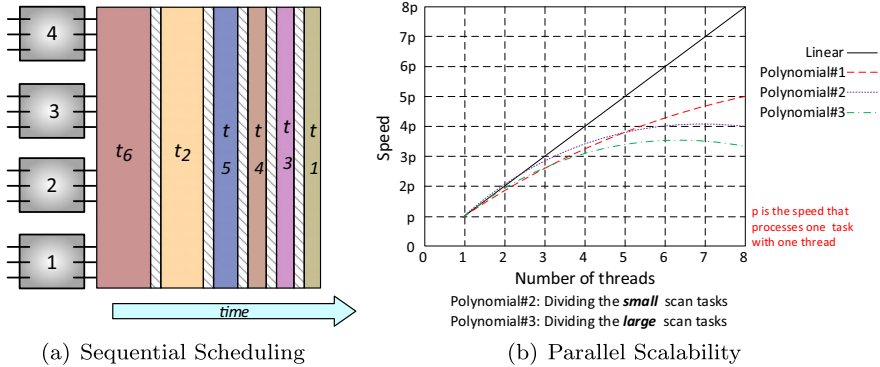 4
3
2
1
t6
t2
t
5
t
4
t
3
t
1
time
(a) Sequential Scheduling
8p
7p
6p
5p
4p
3p
2p
p
0
Speed
0 1 2 3 4 5 6 7 8
Number of threads
Linear
Polynomial#1
Polynomial#2
Polynomial#3
p is the speed that
processes one task
with one thread
Polynomial#2: Dividing the small scan tasks
Polynomial#3: Dividing the large scan tasks
(b) Parallel Scalability